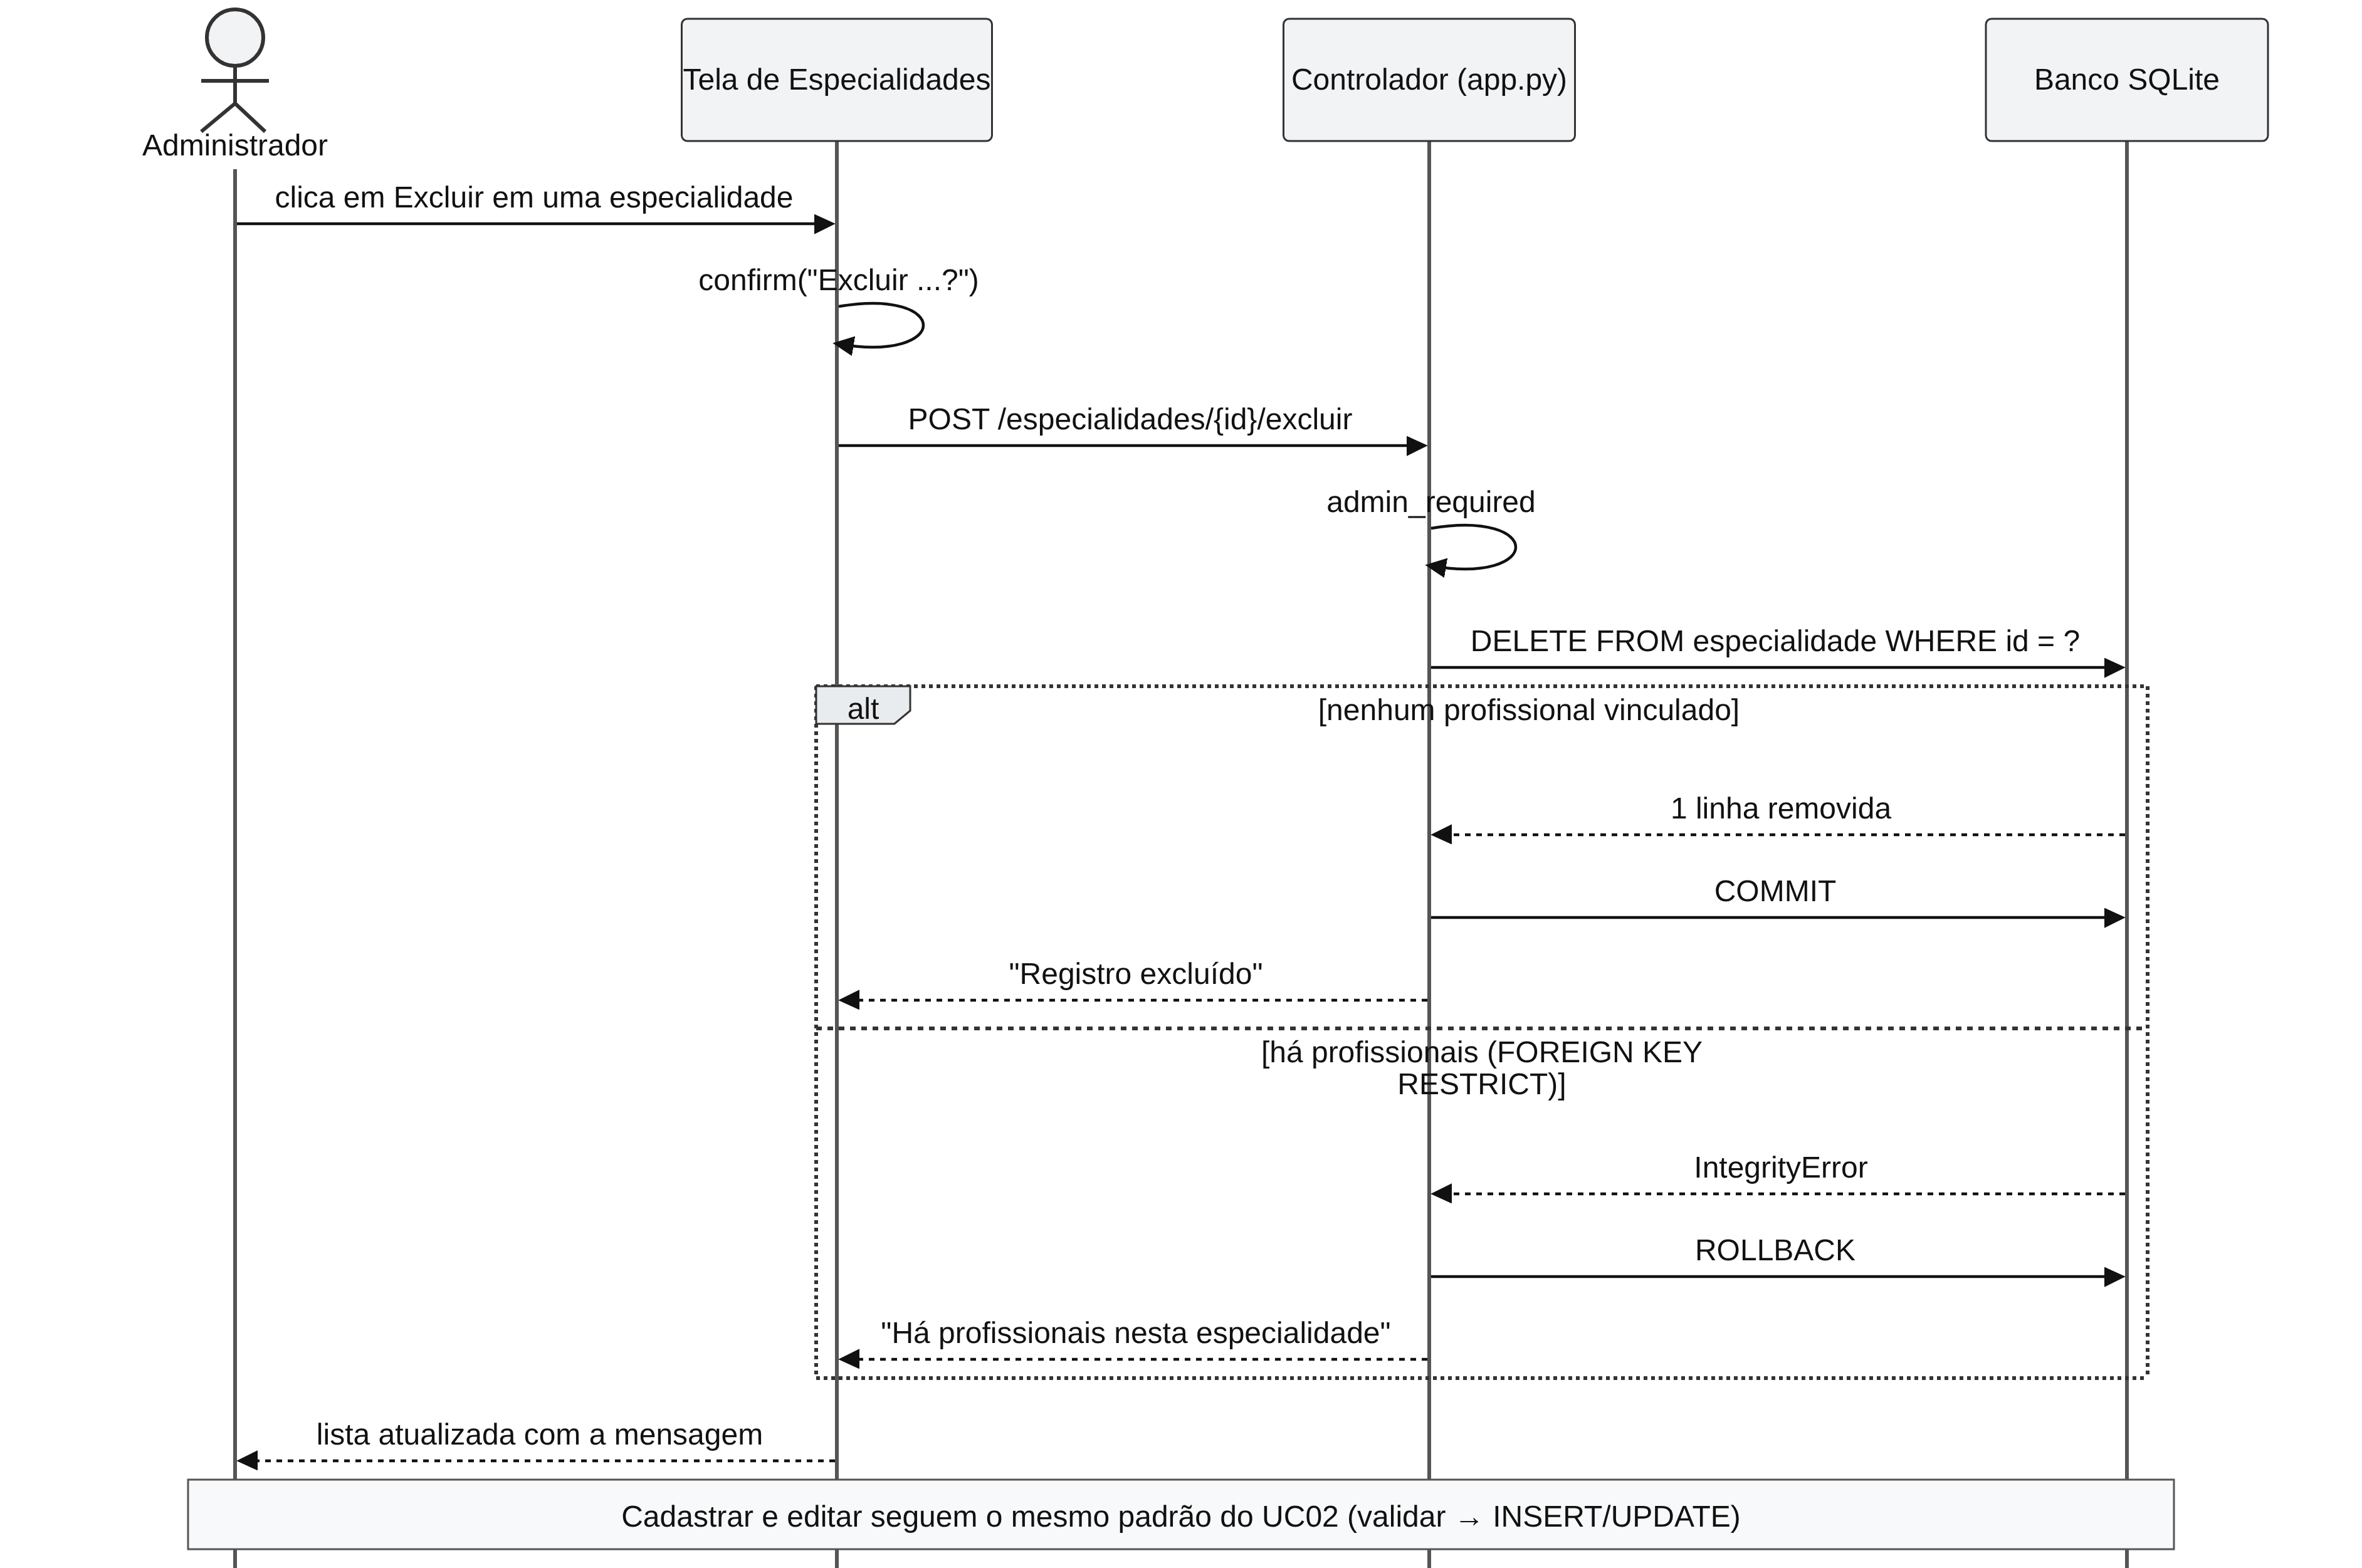 Administrador
Tela de Especialidades
Controlador (app.py)
Banco SQLite
clica em Excluir em uma especialidade
confirm("Excluir ...?")
POST /especialidades/{id}/excluir
admin_required
DELETE FROM especialidade WHERE id = ?
alt
[nenhum profissional vinculado]
1 linha removida
COMMIT
"Registro excluído"
[há profissionais (FOREIGN KEY
RESTRICT)]
IntegrityError
ROLLBACK
"Há profissionais nesta especialidade"
lista atualizada com a mensagem
Cadastrar e editar seguem o mesmo padrão do UC02 (validar → INSERT/UPDATE)